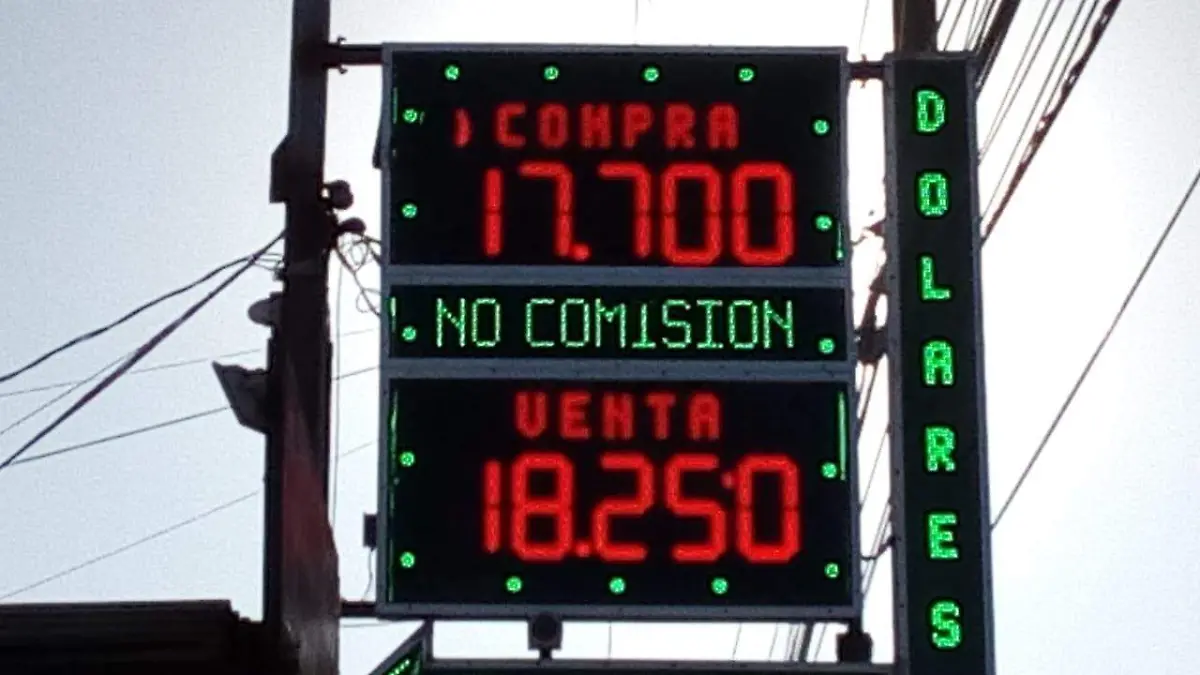 COMPRA
17.700
NO COMISION
VENTA
18.250
DOLARES